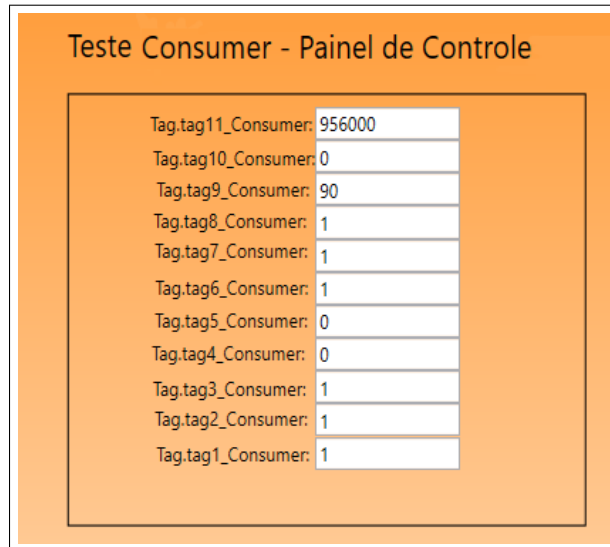 Teste Consumer - Painel de Controle
Tag.tag11_Consumer: 956000
Tag.tag10_Consumer: 0
Tag.tag9_Consumer: 90
Tag.tag8_Consumer: 1
Tag.tag7_Consumer: 1
Tag.tag6_Consumer: 1
Tag.tag5_Consumer: 0
Tag.tag4_Consumer: 0
Tag.tag3_Consumer: 1
Tag.tag2_Consumer: 1
Tag.tag1_Consumer: 1